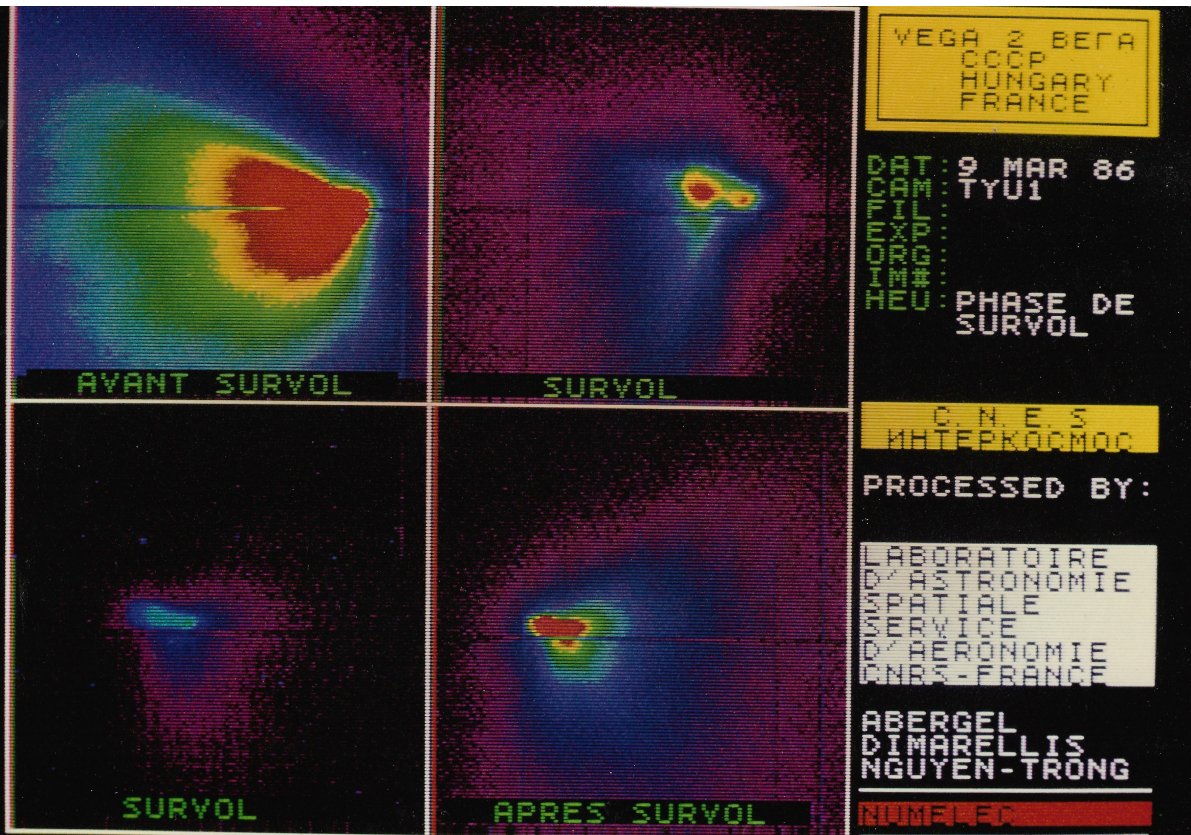 AVANT SURVOL
SURVOL
SURVOL
APRES SURVOL
VEGA 2 ВЕГА
СССР
HUNGARY
FRANCE
DAT: 9 MAR 86
CAM: TYU1
FIL:
EXP:
ORG:
IM#:
HEU: PHASE DE
SURVOL
C.N.E.S
ИНТЕРКОСМОС
PROCESSED BY:
LABORATOIRE
D'ASTRONOMIE
SPATIALE
SERVICE
D'AERONOMIE
CNRS-FRANCE
ABERGEL
DIMARELLIS
NGUYEN-TRONG
NUMELEC